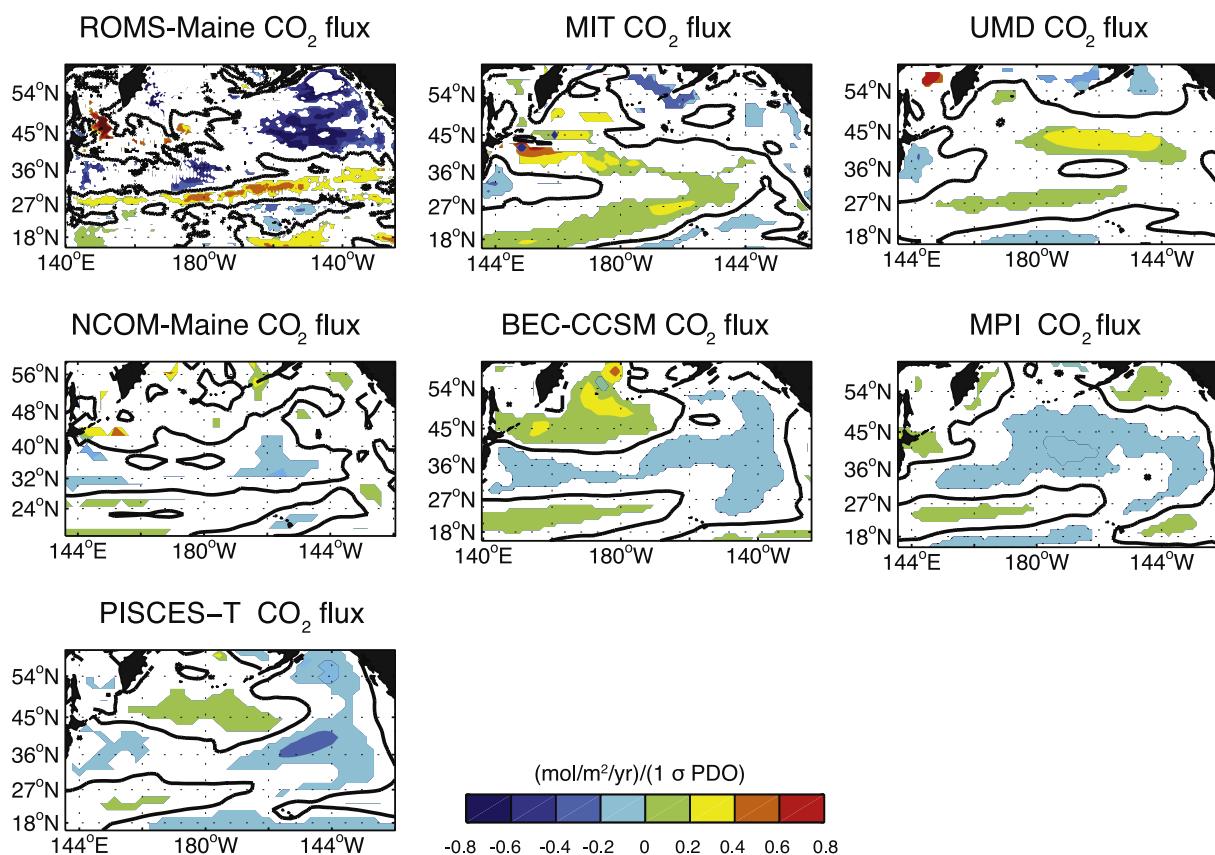 ROMS-Maine CO₂ flux
MIT CO₂ flux
UMD CO₂ flux
54°N
45°N
36°N
27°N
18°N
140°E
180°W
140°W
54°N
45°N
36°N
27°N
18°N
144°E
180°W
144°W
54°N
45°N
36°N
27°N
18°N
144°E
180°W
144°W
NCOM-Maine CO₂ flux
BEC-CCSM CO₂ flux
MPI CO₂ flux
56°N
48°N
40°N
32°N
24°N
144°E
180°W
144°W
54°N
45°N
36°N
27°N
18°N
140°E
180°W
140°W
54°N
45°N
36°N
27°N
18°N
144°E
180°W
144°W
PISCES–T CO₂ flux
54°N
45°N
36°N
27°N
18°N
144°E
180°W
144°W
(mol/m²/yr)/(1 σ PDO)
-0.8 -0.6 -0.4 -0.2 0 0.2 0.4 0.6 0.8